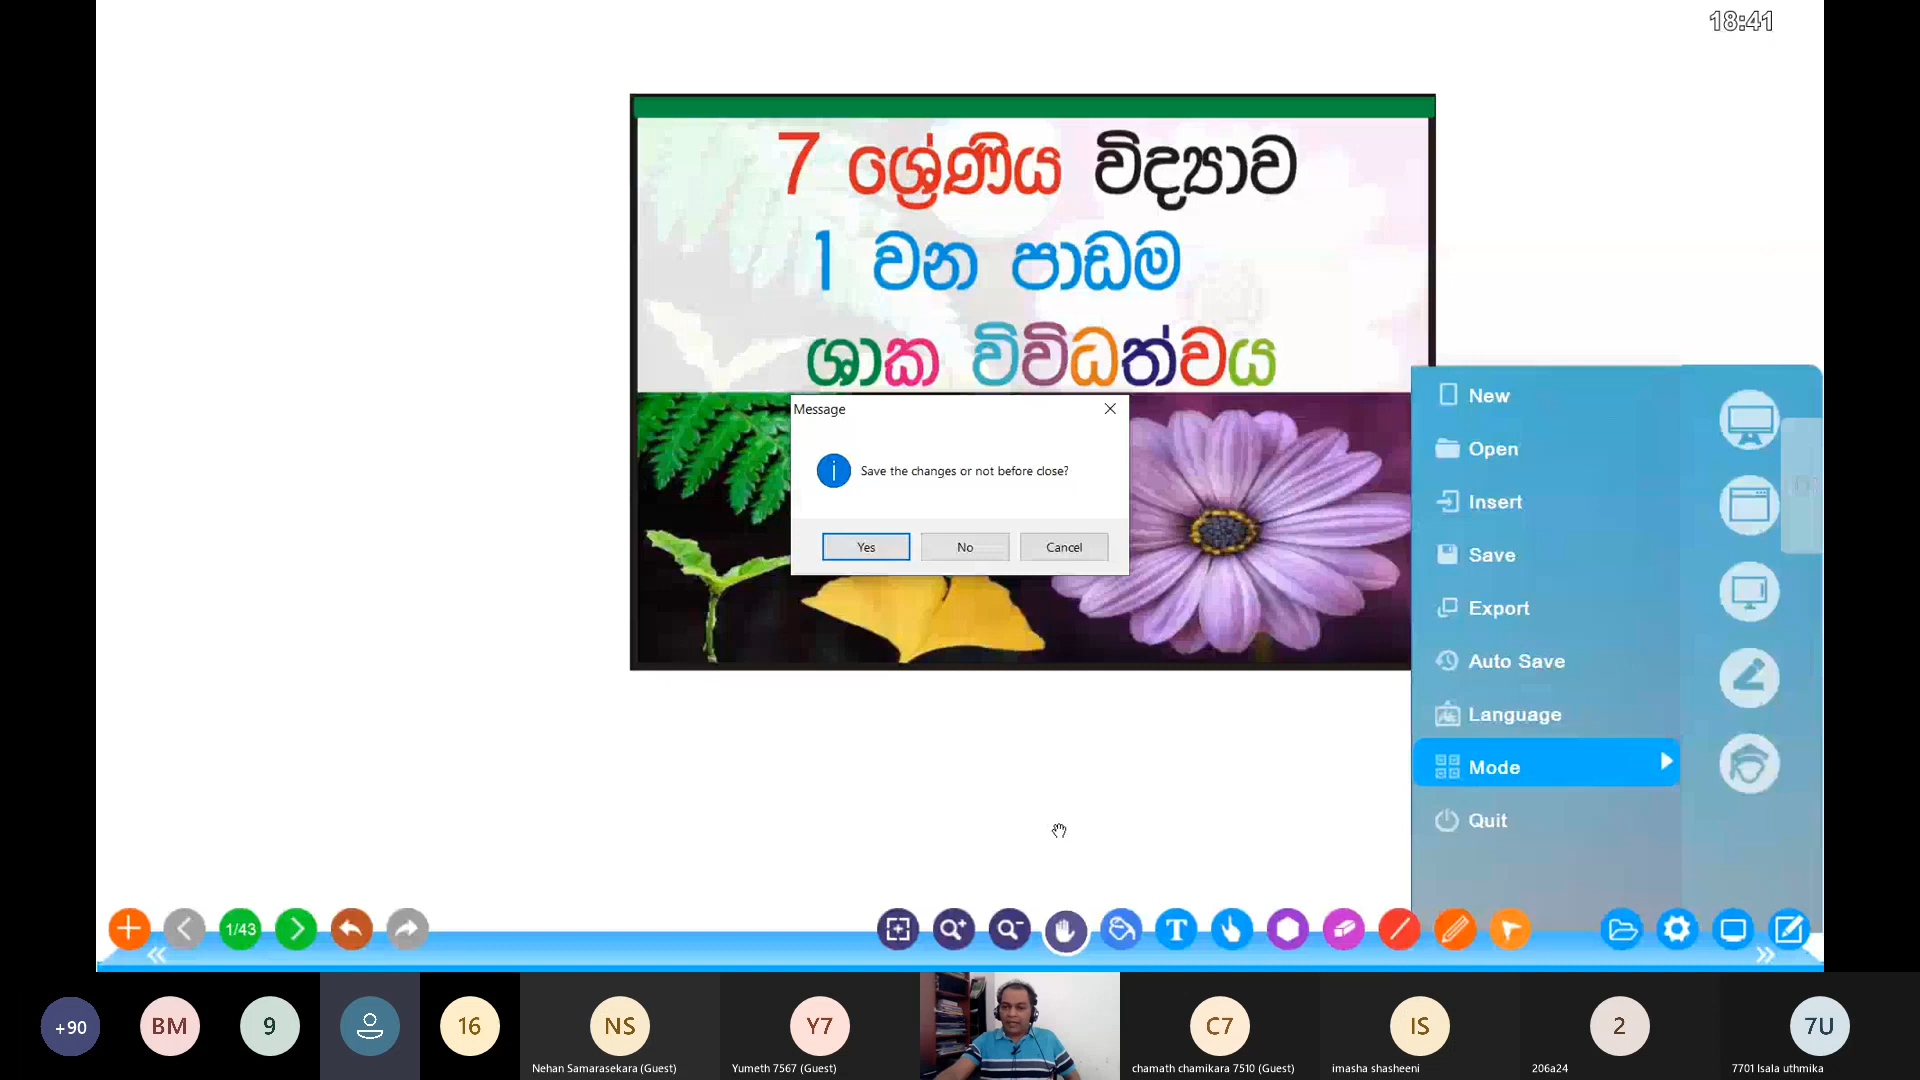 18:41
7 ශ්‍රේණිය විද්‍යාව
1 වන පාඩම
ශාක විවිධත්වය
Message
Save the changes or not before close?
Yes
No
Cancel
New
Open
Insert
Save
Export
Auto Save
Language
Mode
Quit
1/43
T
+90
BM
9
16
NS
Y7
C7
IS
2
7U
Nehan Samarasekara (Guest)
Yumeth 7567 (Guest)
chamath chamikara 7510 (Guest)
imasha shasheeni
206a24
7701 Isala uthmika